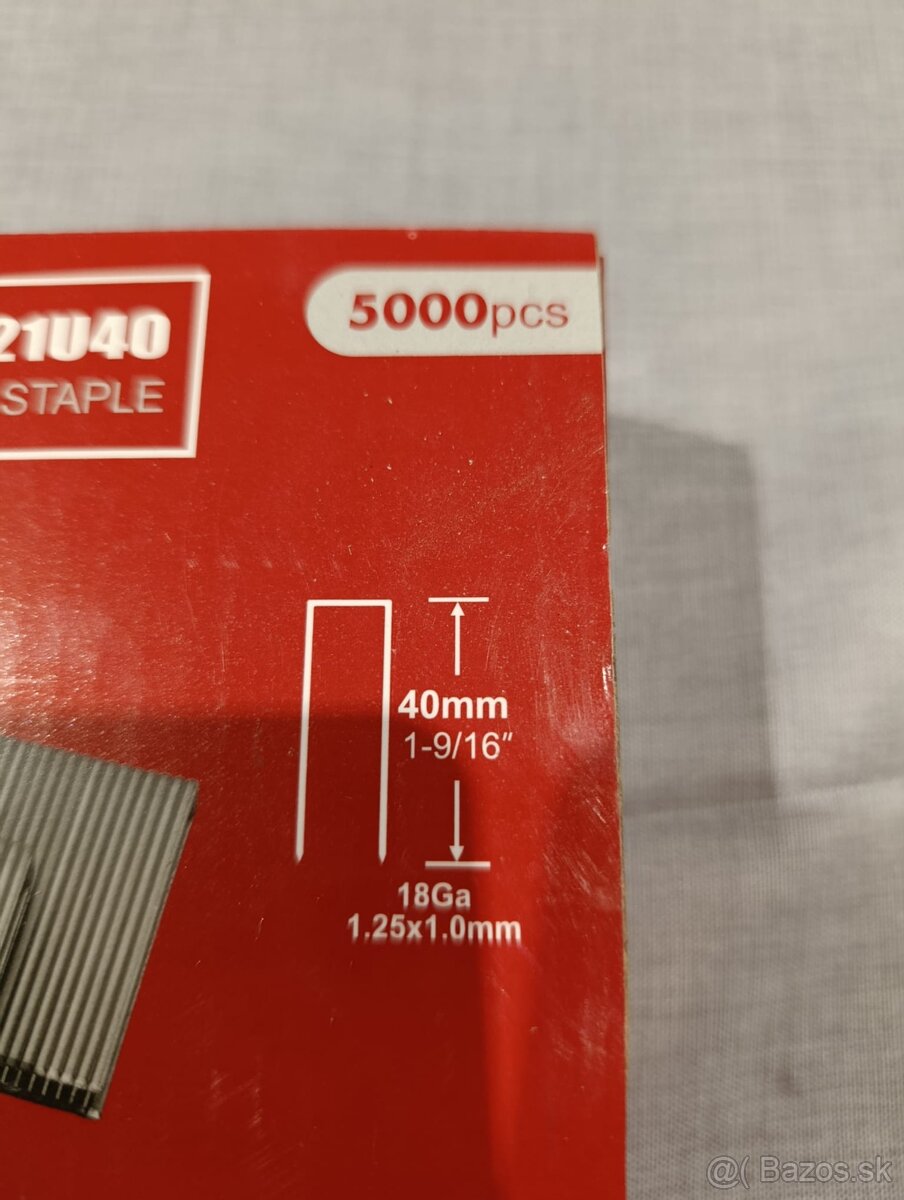 5000pcs
21U40
STAPLE
40mm
1-9/16"
18Ga
1.25x1.0mm
@( Bazos.sk